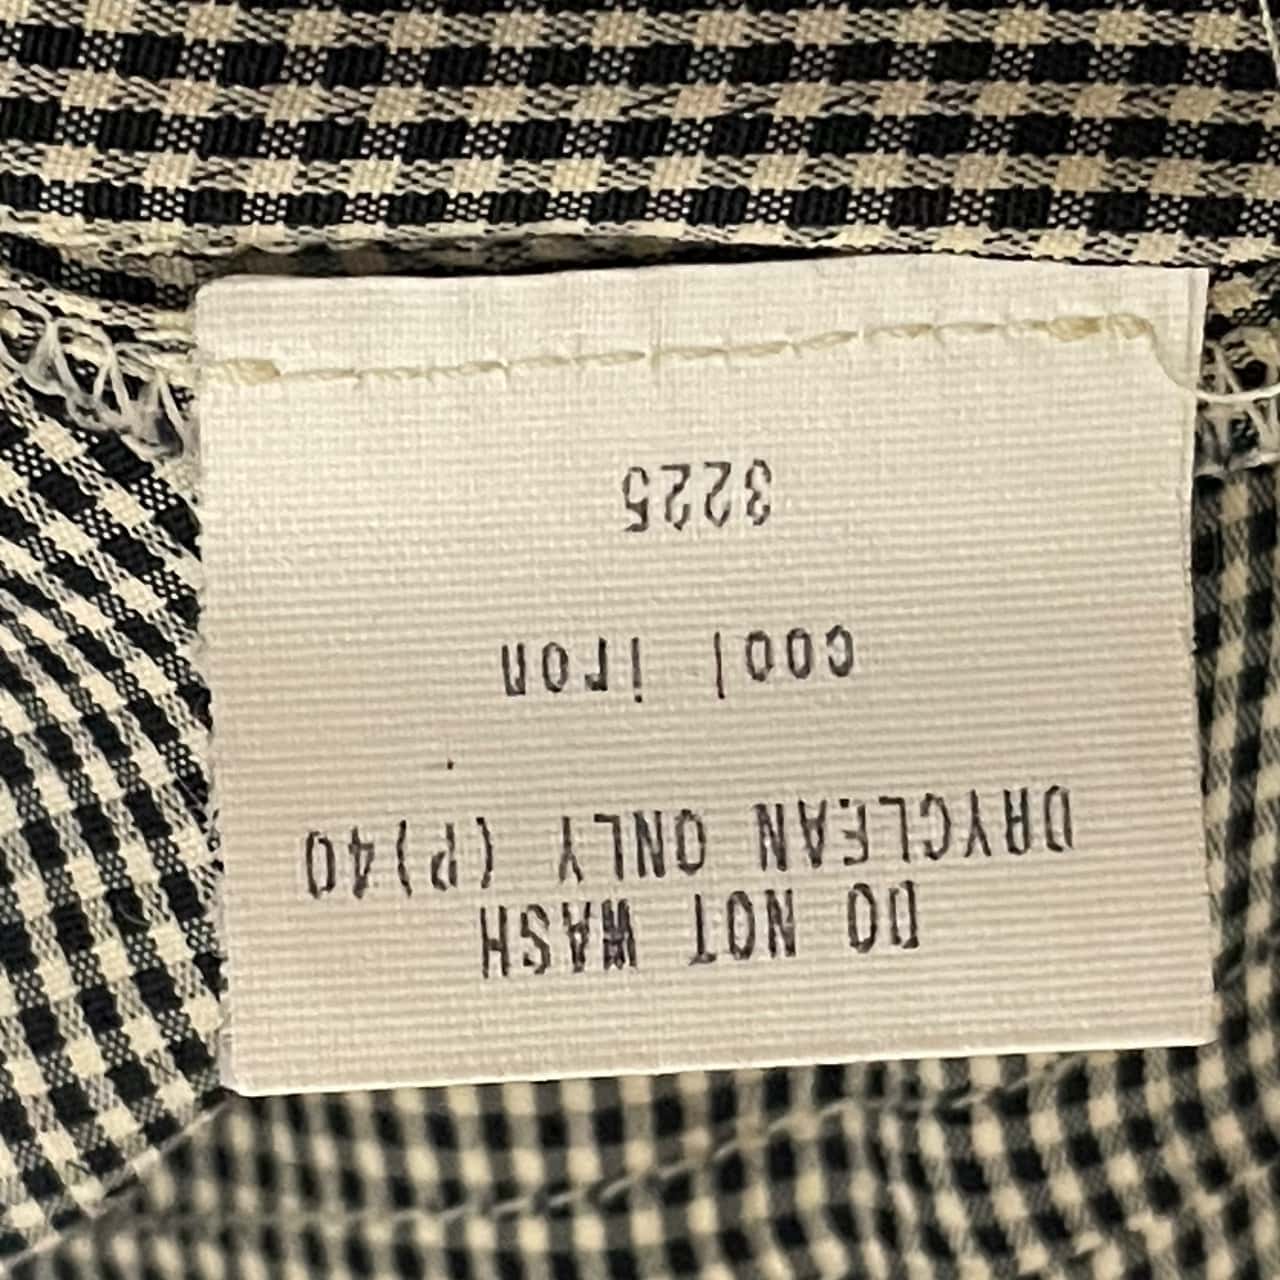 DO NOT WASH
DRYCLEAN ONLY (P)40
cool iron
3225